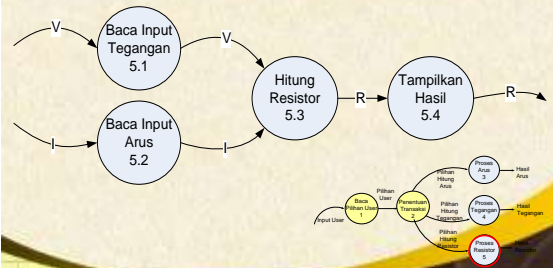 V
Baca Input
Tegangan
5.1
V
I
Baca Input
Arus
5.2
I
Hitung
Resistor
5.3
R
Tampilkan
Hasil
5.4
R
Input User
Baca
Pilihan User
1
Pilihan
User
Penentuan
Transaksi
2
Pilihan
Hitung
Arus
Proses
Arus
3
Hasil
Arus
Pilihan
Hitung
Tegangan
Proses
Tegangan
4
Hasil
Tegangan
Pilihan
Hitung
Resistor
Proses
Resistor
5